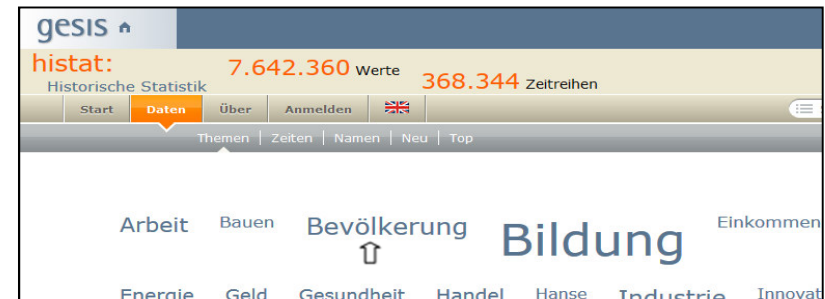 gesis
histat: 7.642.360 Werte 368.344 Zeitreihen
Historische Statistik
Start Daten Über Anmelden
Themen | Zeiten | Namen | Neu | Top
Arbeit Bauen Bevölkerung Bildung Einkommen
Energie Geld Gesundheit Handel Hanse Industrie Innovat